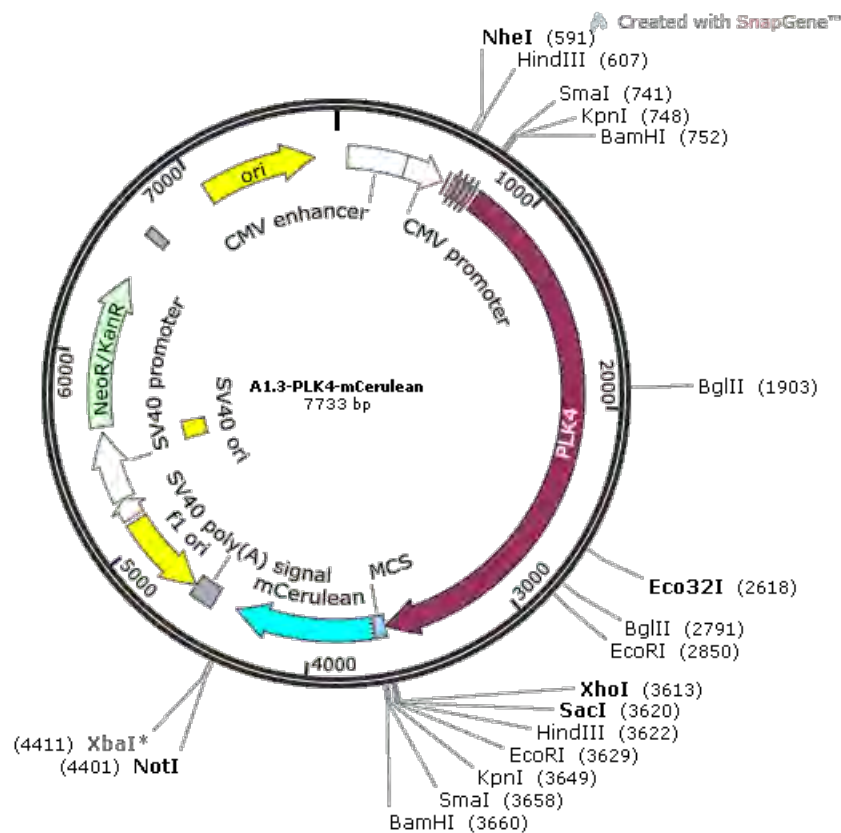 Created with SnapGene™
NheI (591)
HindIII (607)
SmaI (741)
KpnI (748)
BamHI (752)
1000
7000
ori
CMV enhancer
CMV promoter
NeoR/KanR
SV40 promoter
6000
A1.3-PLK4-mCerulean
7733 bp
2000
BglII (1903)
SV40 ori
PLK4
SV40 poly(A) signal
f1 ori
mCerulean
MCS
5000
3000
4000
Eco32I (2618)
BglII (2791)
EcoRI (2850)
XhoI (3613)
SacI (3620)
HindIII (3622)
EcoRI (3629)
KpnI (3649)
SmaI (3658)
BamHI (3660)
(4411) XbaI*
(4401) NotI